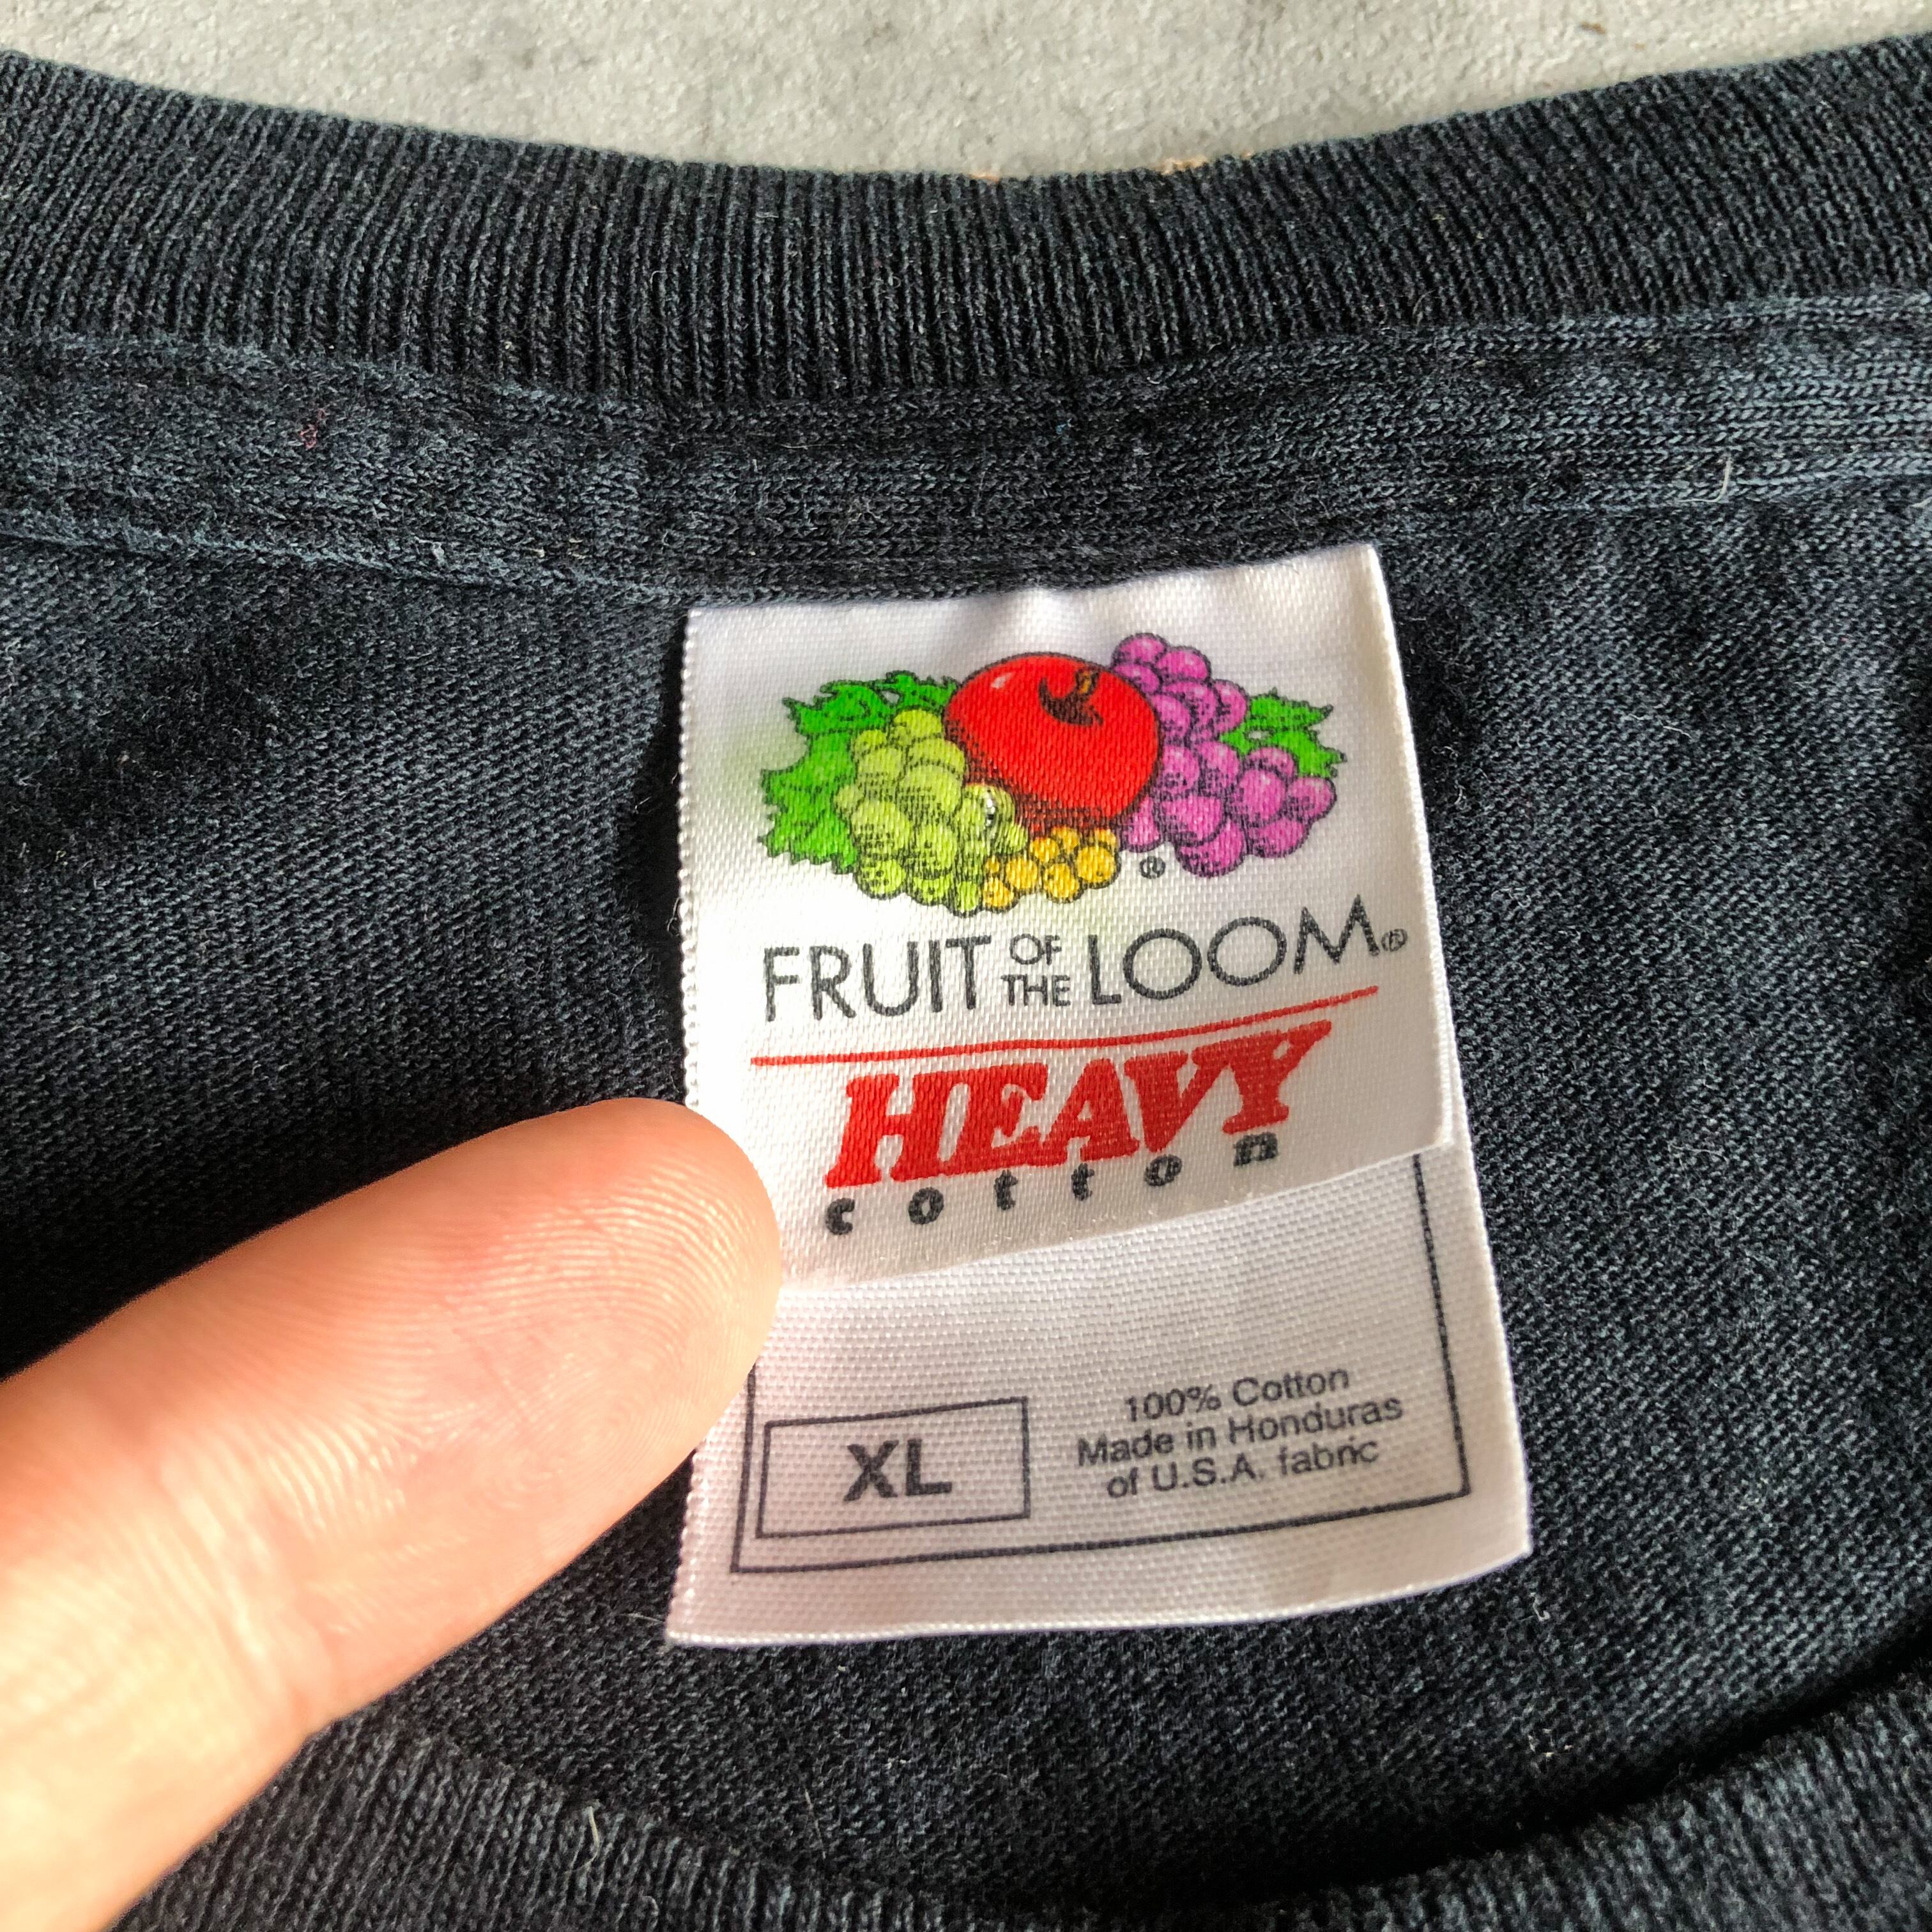 ®
FRUIT OF THE LOOM®
HEAVY
cotton
XL
100% Cotton
Made in Honduras
of U.S.A. fabric